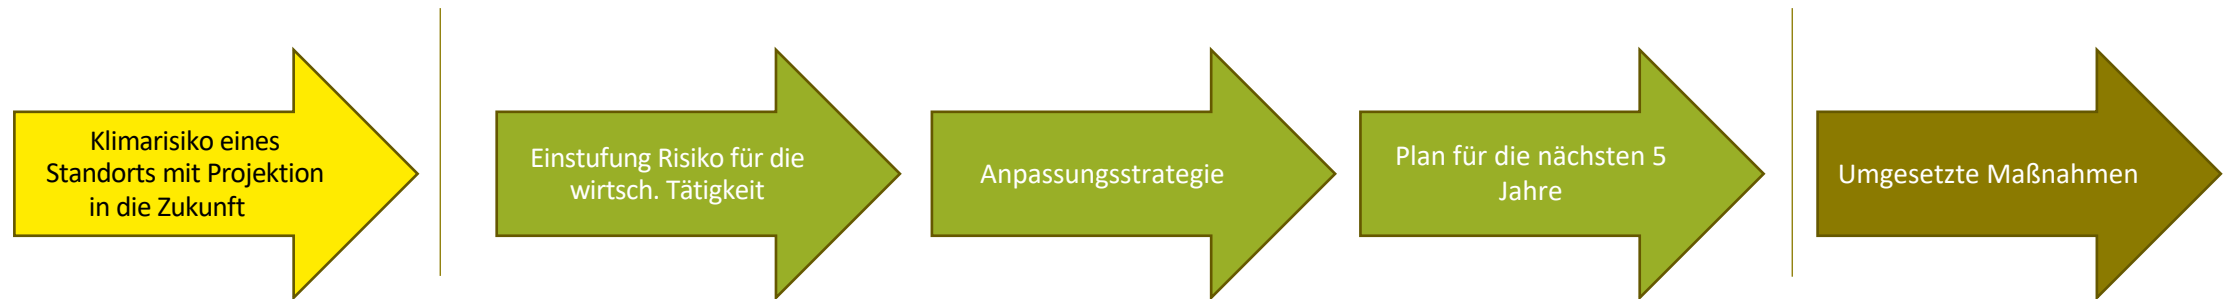 Klimarisiko eines
Standorts mit Projektion
in die Zukunft
Einstufung Risiko für die
wirtsch. Tätigkeit
Anpassungsstrategie
Plan für die nächsten 5
Jahre
Umgesetzte Maßnahmen